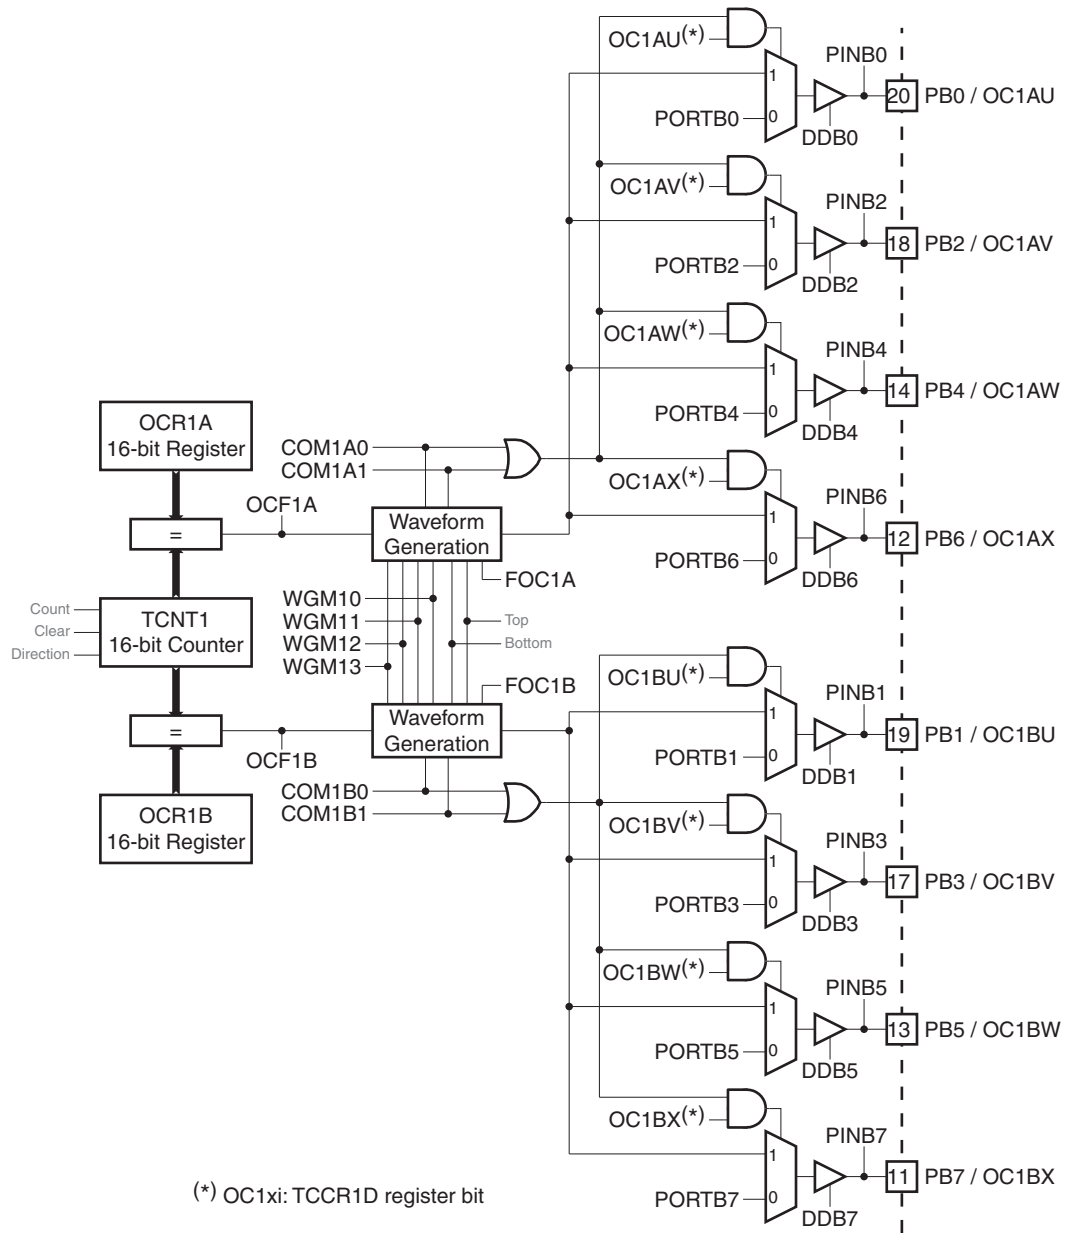 OC1AU(*)
1
PORTB0
0
DDB0
PINB0
20
PB0 / OC1AU
OC1AV(*)
1
PORTB2
0
DDB2
PINB2
18
PB2 / OC1AV
OC1AW(*)
1
PORTB4
0
DDB4
PINB4
14
PB4 / OC1AW
OC1AX(*)
1
PORTB6
0
DDB6
PINB6
12
PB6 / OC1AX
OCR1A
16-bit Register
=
OCF1A
COM1A0
COM1A1
Waveform
Generation
FOC1A
Count
Clear
Direction
TCNT1
16-bit Counter
WGM10
WGM11
WGM12
WGM13
Top
Bottom
FOC1B
Waveform
Generation
=
OCF1B
COM1B0
COM1B1
OCR1B
16-bit Register
OC1BU(*)
1
PORTB1
0
DDB1
PINB1
19
PB1 / OC1BU
OC1BV(*)
1
PORTB3
0
DDB3
PINB3
17
PB3 / OC1BV
OC1BW(*)
1
PORTB5
0
DDB5
PINB5
13
PB5 / OC1BW
OC1BX(*)
1
PORTB7
0
DDB7
PINB7
11
PB7 / OC1BX
(*) OC1xi: TCCR1D register bit